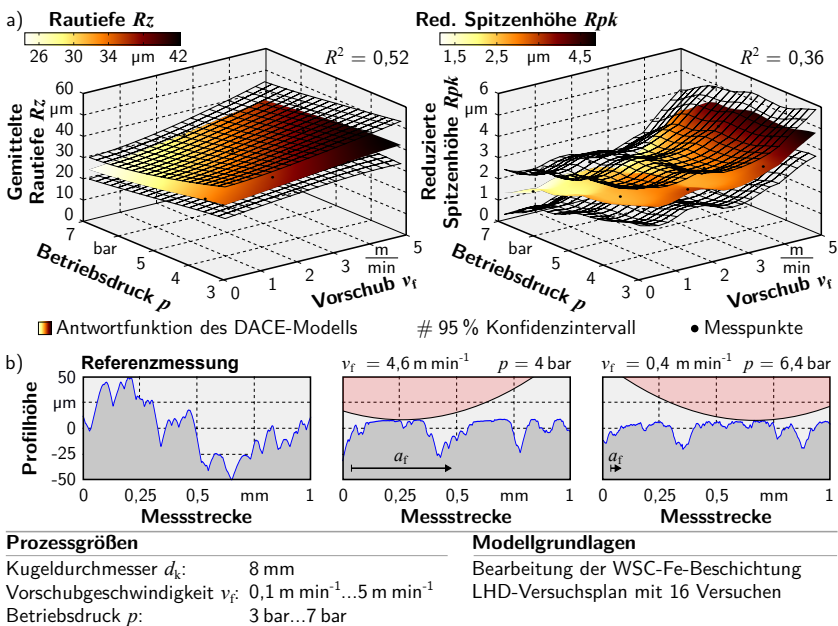 a)
Rautiefe Rz
26 30 µm 38 42
R² = 0,52
Gemittelte
Rautiefe Rz
60
µm
40
30
20
10
0
7
bar
5
4
3
Betriebsdruck p
0
1
2
3
m
min
5
Vorschub vf
Red. Spitzenhöhe Rpk
1,5 2,5 µm 4,5
R² = 0,36
Reduzierte
Spitzenhöhe Rpk
6
µm
4
3
2
1
0
7
bar
5
4
3
Betriebsdruck p
0
1
2
3
m
min
5
Vorschub vf
Antwortfunktion des DACE-Modells # 95 % Konfidenzintervall • Messpunkte
b)
Referenzmessung
Profilhöhe
50
µm
0
-25
-50
0 0,25 0,5 mm 1
Messstrecke
vf = 4,6 m min-1 p = 4 bar
af
0 0,25 0,5 mm 1
Messstrecke
vf = 0,4 m min-1 p = 6,4 bar
af
0 0,25 0,5 mm 1
Messstrecke
Prozessgrößen
Kugeldurchmesser dk: 8 mm
Vorschubgeschwindigkeit vf: 0,1 m min-1...5 m min-1
Betriebsdruck p: 3 bar...7 bar
Modellgrundlagen
Bearbeitung der WSC-Fe-Beschichtung
LHD-Versuchsplan mit 16 Versuchen